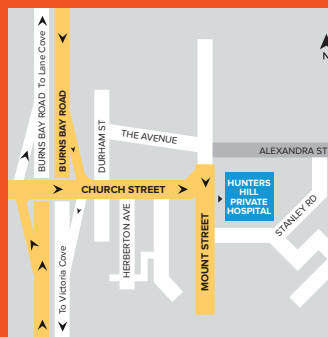 BURNS BAY ROAD To Lane Cove
BURNS BAY ROAD
DURHAM ST
THE AVENUE
N
ALEXANDRA ST
CHURCH STREET
HUNTERS
HILL
PRIVATE
HOSPITAL
STANLEY RD
HERBERTON AVE
MOUNT STREET
To Victoria Cove